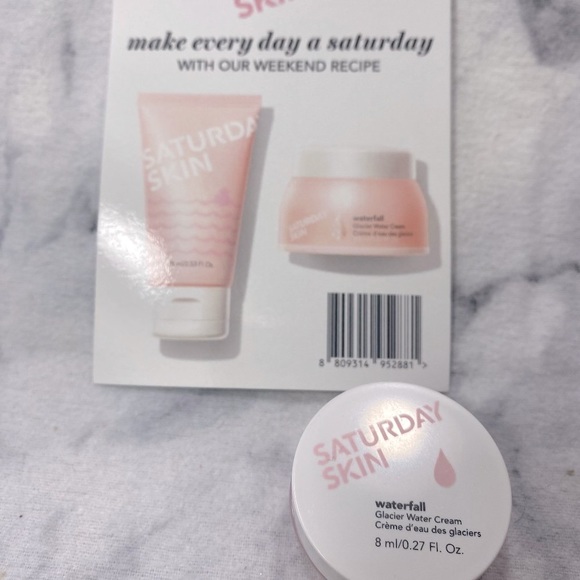 SKIN
make every day a saturday
WITH OUR WEEKEND RECIPE
SATURDAY
SKIN
SATURDAY
SKIN
waterfall
Glacier Water Cream
Crème d'eau des glaciers
8 809314 952881 >
SATURDAY
SKIN
waterfall
Glacier Water Cream
Crème d'eau des glaciers
8 ml/0.27 Fl. Oz.